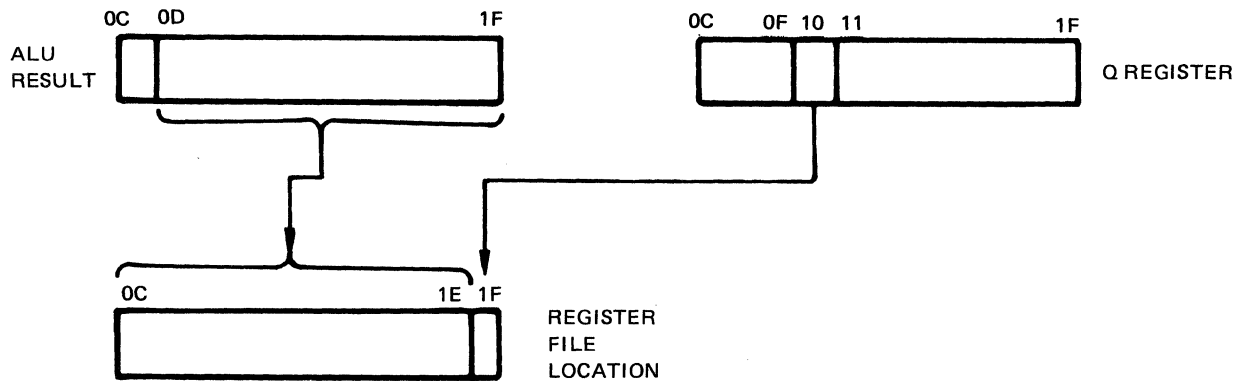 0C 0D 1F
ALU
RESULT
0C 0F 10 11 1F
Q REGISTER
0C 1E 1F
REGISTER
FILE
LOCATION